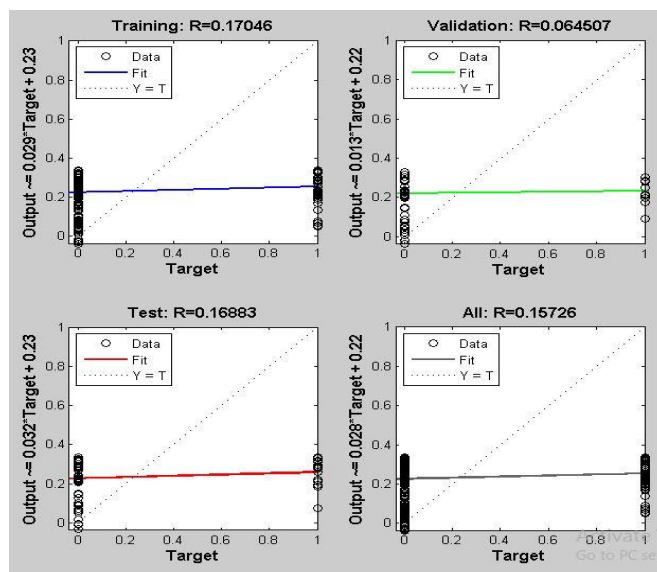 Training: R=0.17046
Output ~= 0.029*Target + 0.23
1
0.8
0.6
0.4
0.2
0
Data
Fit
Y = T
0 0.2 0.4 0.6 0.8 1
Target
Validation: R=0.064507
Output ~= 0.013*Target + 0.22
1
0.8
0.6
0.4
0.2
0
Data
Fit
Y = T
0 0.2 0.4 0.6 0.8 1
Target
Test: R=0.16883
Output ~= 0.032*Target + 0.23
1
0.8
0.6
0.4
0.2
0
Data
Fit
Y = T
0 0.2 0.4 0.6 0.8 1
Target
All: R=0.15726
Output ~= 0.028*Target + 0.22
1
0.8
0.6
0.4
0.2
0
Data
Fit
Y = T
0 0.2 0.4 0.6 0.8 1
Target
Activate
Go to PC se